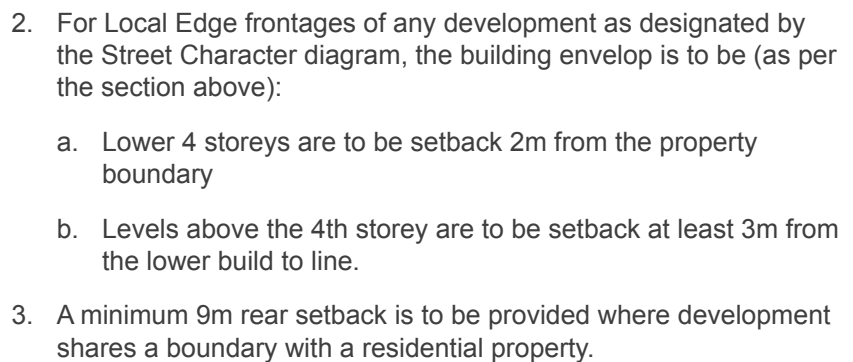 2. For Local Edge frontages of any development as designated by
the Street Character diagram, the building envelop is to be (as per
the section above):
a. Lower 4 storeys are to be setback 2m from the property
boundary
b. Levels above the 4th storey are to be setback at least 3m from
the lower build to line.
3. A minimum 9m rear setback is to be provided where development
shares a boundary with a residential property.